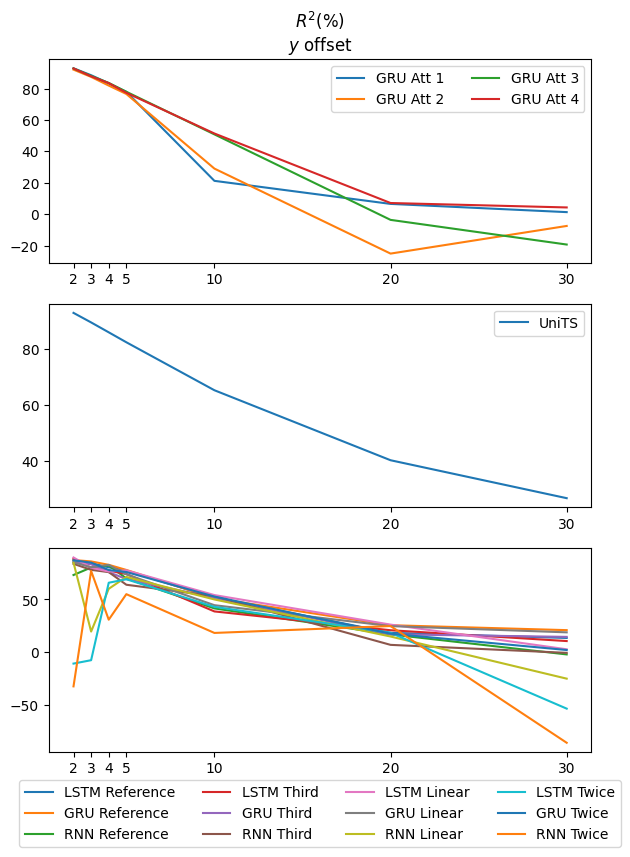 R²(%)
y offset
GRU Att 1 GRU Att 3
GRU Att 2 GRU Att 4
80
60
40
20
0
−20
2 3 4 5 10 20 30
UniTS
80
60
40
2 3 4 5 10 20 30
50
0
−50
2 3 4 5 10 20 30
LSTM Reference LSTM Third LSTM Linear LSTM Twice
GRU Reference GRU Third GRU Linear GRU Twice
RNN Reference RNN Third RNN Linear RNN Twice